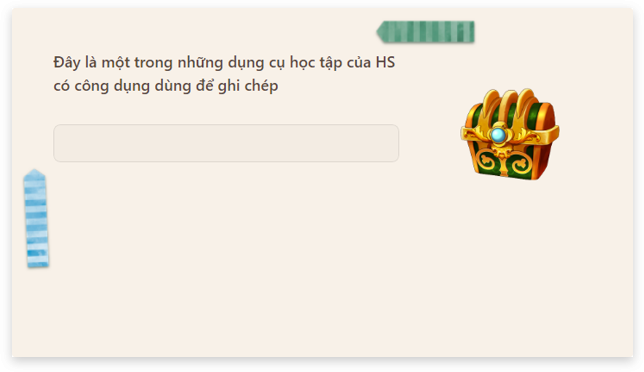 Đây là một trong những dụng cụ học tập của HS
có công dụng dùng để ghi chép